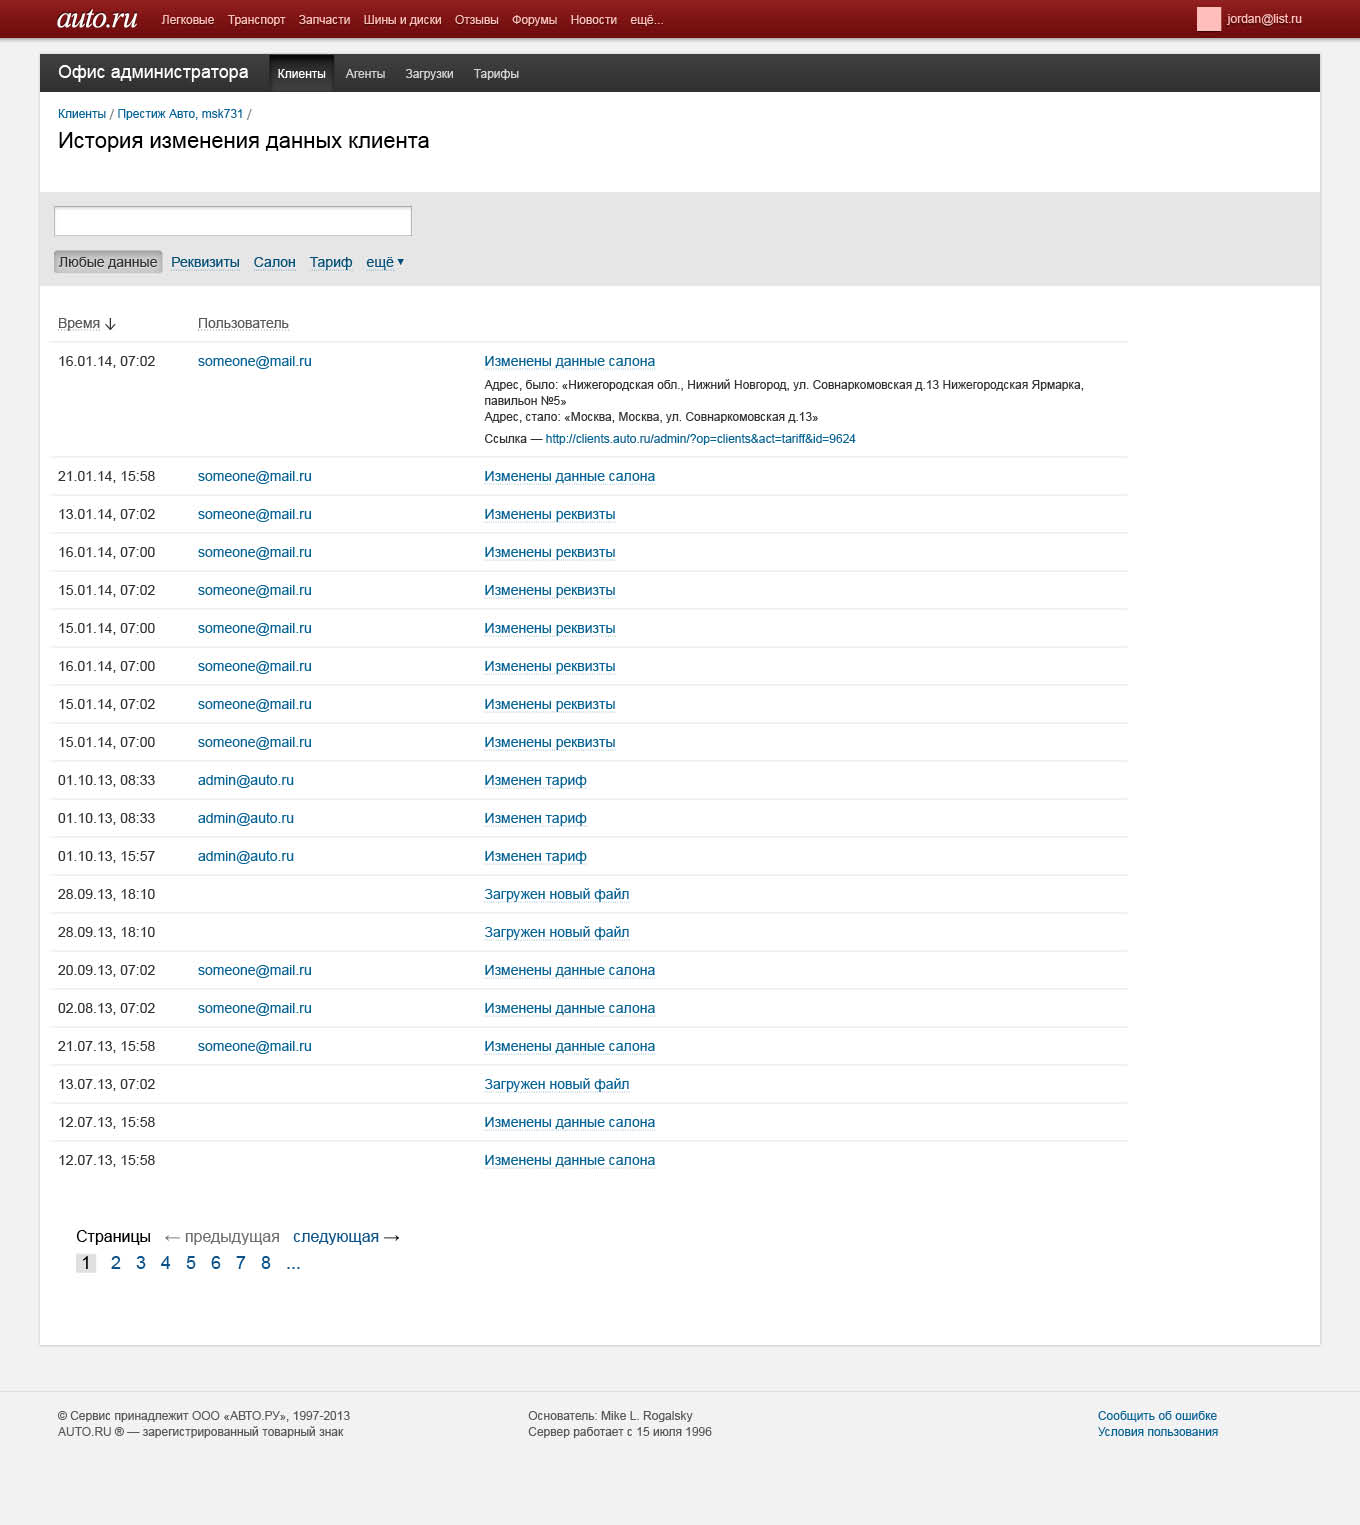 auto.ru Легковые Транспорт Запчасти Шины и диски Отзывы Форумы Новости ещё... jordan@list.ru
Офис администратора Клиенты Агенты Загрузки Тарифы
Клиенты / Престиж Авто, msk731 /
История изменения данных клиента
Любые данные Реквизиты Салон Тариф ещё ▾
Время ↓ Пользователь
16.01.14, 07:02 someone@mail.ru Изменены данные салона
Адрес, было: «Нижегородская обл., Нижний Новгород, ул. Совнаркомовская д.13 Нижегородская Ярмарка,
павильон №5»
Адрес, стало: «Москва, Москва, ул. Совнаркомовская д.13»
Ссылка — http://clients.auto.ru/admin/?op=clients&act=tariff&id=9624
21.01.14, 15:58 someone@mail.ru Изменены данные салона
13.01.14, 07:02 someone@mail.ru Изменены реквизты
16.01.14, 07:00 someone@mail.ru Изменены реквизты
15.01.14, 07:02 someone@mail.ru Изменены реквизты
15.01.14, 07:00 someone@mail.ru Изменены реквизты
16.01.14, 07:00 someone@mail.ru Изменены реквизты
15.01.14, 07:02 someone@mail.ru Изменены реквизты
15.01.14, 07:00 someone@mail.ru Изменены реквизты
01.10.13, 08:33 admin@auto.ru Изменен тариф
01.10.13, 08:33 admin@auto.ru Изменен тариф
01.10.13, 15:57 admin@auto.ru Изменен тариф
28.09.13, 18:10 Загружен новый файл
28.09.13, 18:10 Загружен новый файл
20.09.13, 07:02 someone@mail.ru Изменены данные салона
02.08.13, 07:02 someone@mail.ru Изменены данные салона
21.07.13, 15:58 someone@mail.ru Изменены данные салона
13.07.13, 07:02 Загружен новый файл
12.07.13, 15:58 Изменены данные салона
12.07.13, 15:58 Изменены данные салона
Страницы ← предыдущая следующая →
1 2 3 4 5 6 7 8 ...
© Сервис принадлежит ООО «АВТО.РУ», 1997-2013 Основатель: Mike L. Rogalsky Сообщить об ошибке
AUTO.RU ® — зарегистрированный товарный знак Сервер работает с 15 июля 1996 Условия пользования